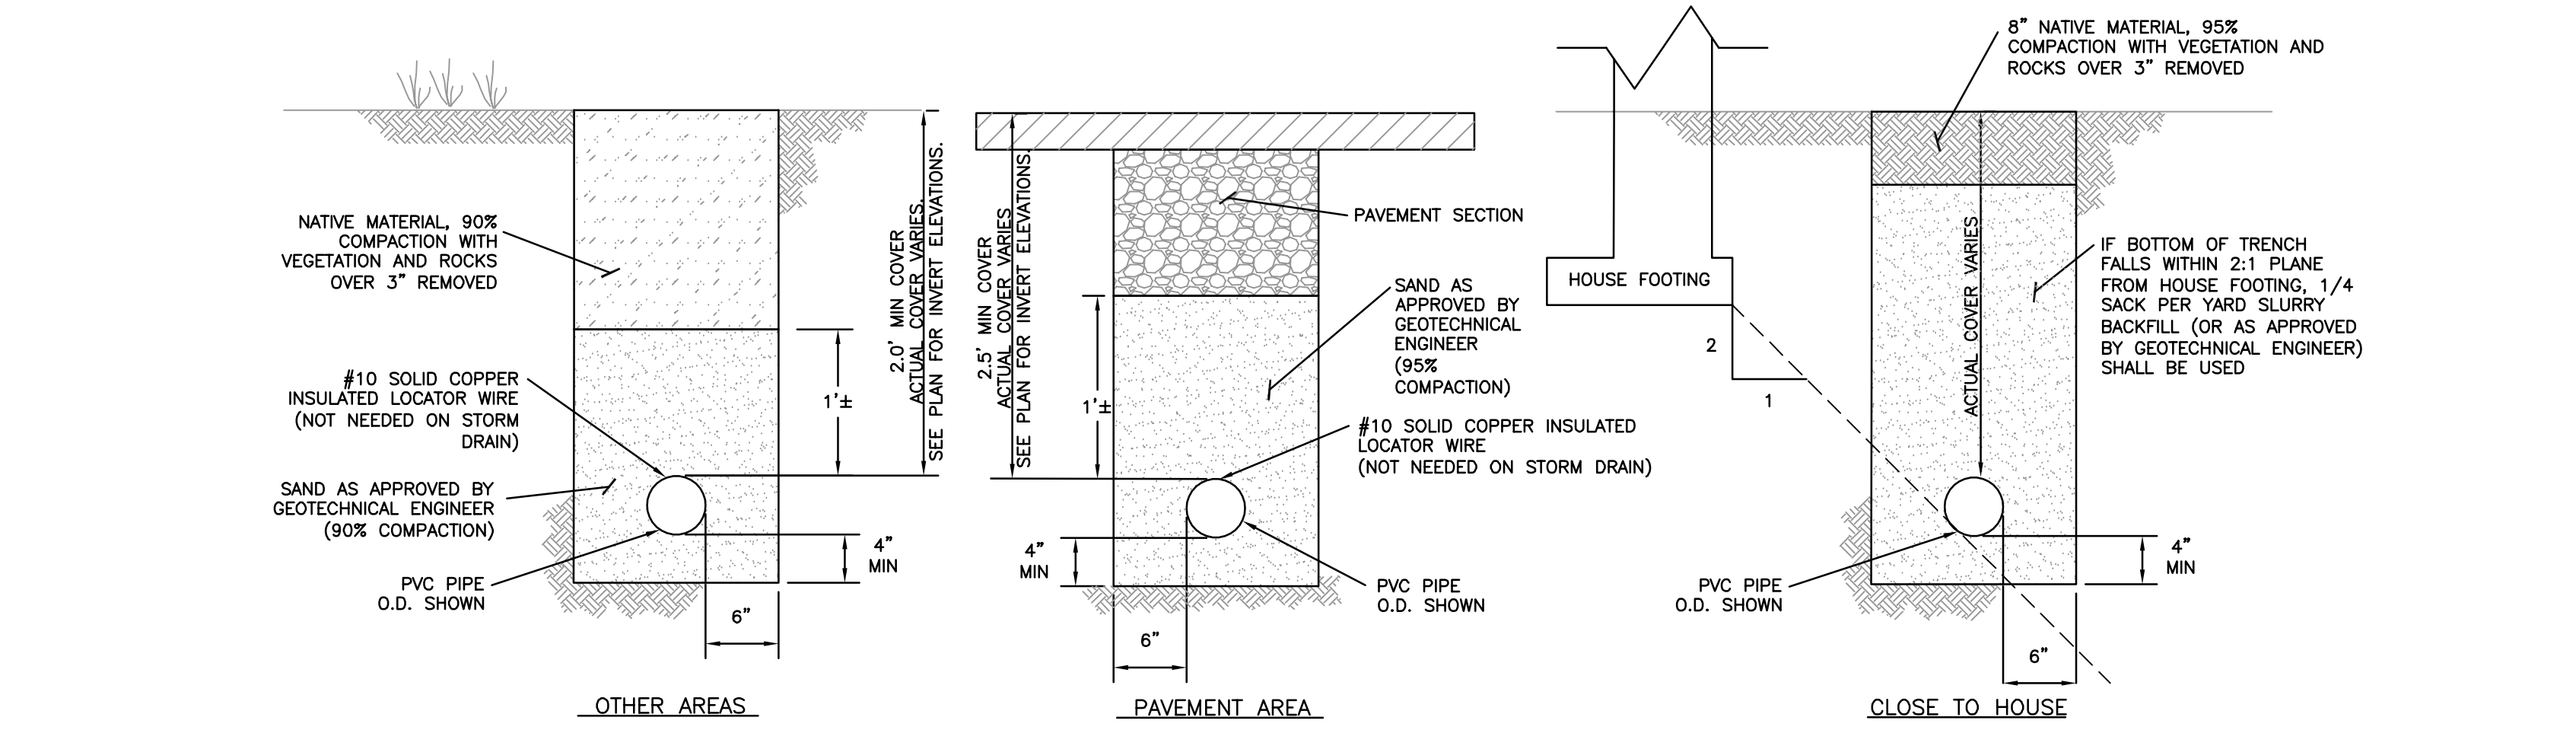 NATIVE MATERIAL, 90%
COMPACTION WITH
VEGETATION AND ROCKS
OVER 3" REMOVED
#10 SOLID COPPER
INSULATED LOCATOR WIRE
(NOT NEEDED ON STORM
DRAIN)
SAND AS APPROVED BY
GEOTECHNICAL ENGINEER
(90% COMPACTION)
PVC PIPE
O.D. SHOWN
1'±
2.0' MIN COVER
ACTUAL COVER VARIES.
SEE PLAN FOR INVERT ELEVATIONS.
4"
MIN
6"
OTHER AREAS
2.5' MIN COVER
ACTUAL COVER VARIES
SEE PLAN FOR INVERT ELEVATIONS.
1'±
PAVEMENT SECTION
SAND AS
APPROVED BY
GEOTECHNICAL
ENGINEER
(95%
COMPACTION)
#10 SOLID COPPER INSULATED
LOCATOR WIRE
(NOT NEEDED ON STORM DRAIN)
4"
MIN
PVC PIPE
O.D. SHOWN
6"
PAVEMENT AREA
8" NATIVE MATERIAL, 95%
COMPACTION WITH VEGETATION AND
ROCKS OVER 3" REMOVED
HOUSE FOOTING
2
1
ACTUAL COVER VARIES
IF BOTTOM OF TRENCH
FALLS WITHIN 2:1 PLANE
FROM HOUSE FOOTING, 1/4
SACK PER YARD SLURRY
BACKFILL (OR AS APPROVED
BY GEOTECHNICAL ENGINEER)
SHALL BE USED
PVC PIPE
O.D. SHOWN
4"
MIN
6"
CLOSE TO HOUSE